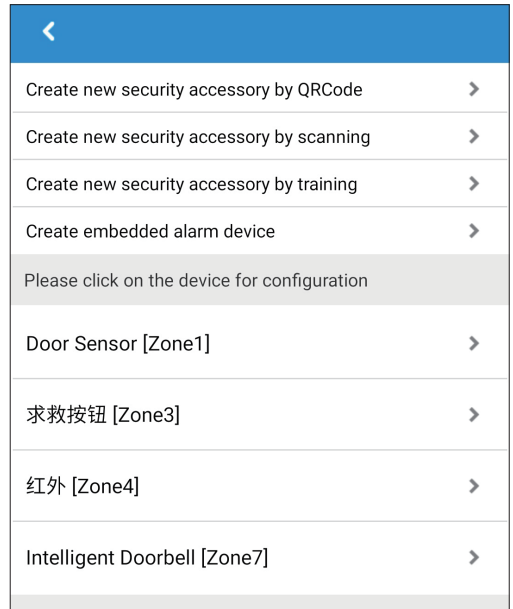 Create new security accessory by QRCode
Create new security accessory by scanning
Create new security accessory by training
Create embedded alarm device
Please click on the device for configuration
Door Sensor [Zone1]
求救按钮 [Zone3]
红外 [Zone4]
Intelligent Doorbell [Zone7]